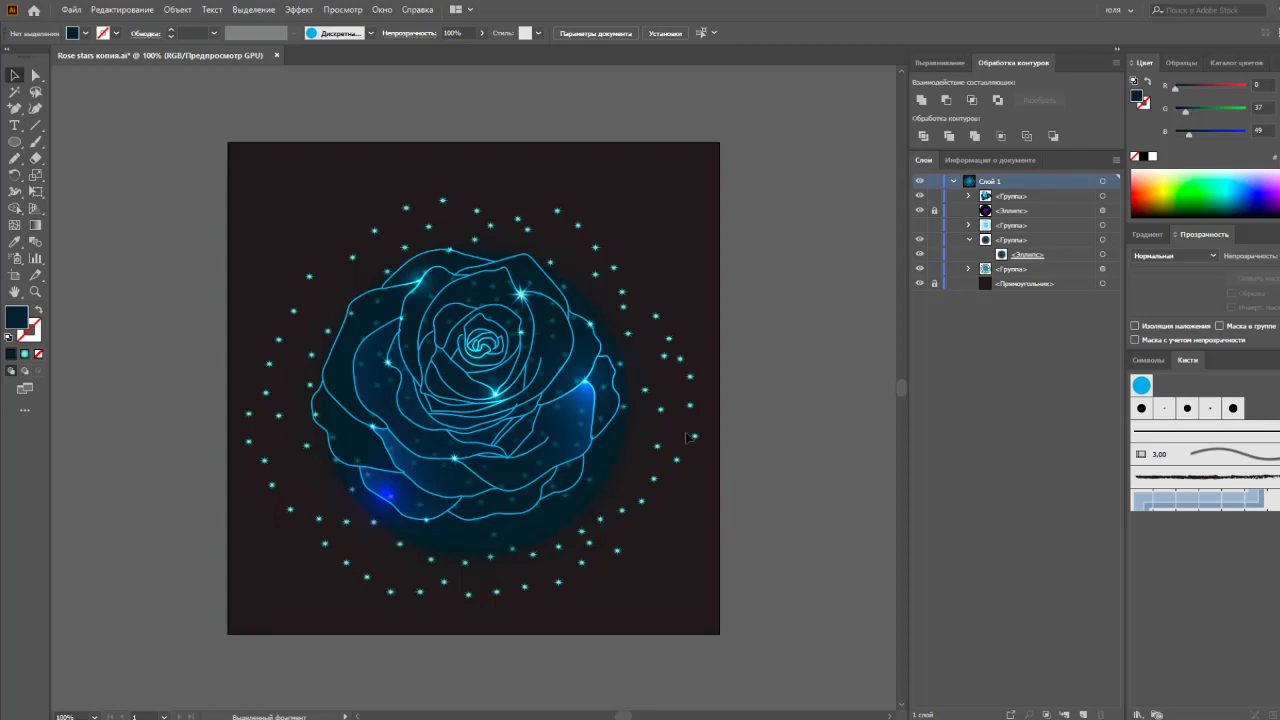 Ai Файл Редактирование Объект Текст Выделение Эффект Просмотр Окно Справка юля Поиск в Adobe Stock
Нет выделения Обводка: Дискретна... Непрозрачность: 100% Стиль: Параметры документа Установки
Rose stars копия.ai* @ 100% (RGB/Предпросмотр GPU) ×
Выравнивание Обработка контуров Цвет Образцы Каталог цветов
Взаимодействие составляющих:
R 0
Разобрать
G 37
Обработка контуров:
B 49
Слои Информация о документе
#
Слой 1
<Группа>
<Эллипс>
<Группа>
Градиент Прозрачность
<Группа>
Нормальная Непрозрачность:
<Эллипс>
<Группа>
<Прямоугольник>
Изоляция наложения Маска в группе
Маска с учетом непрозрачности
Символы Кисти
3,00
100% 1 Выделенный фрагмент 1 слой